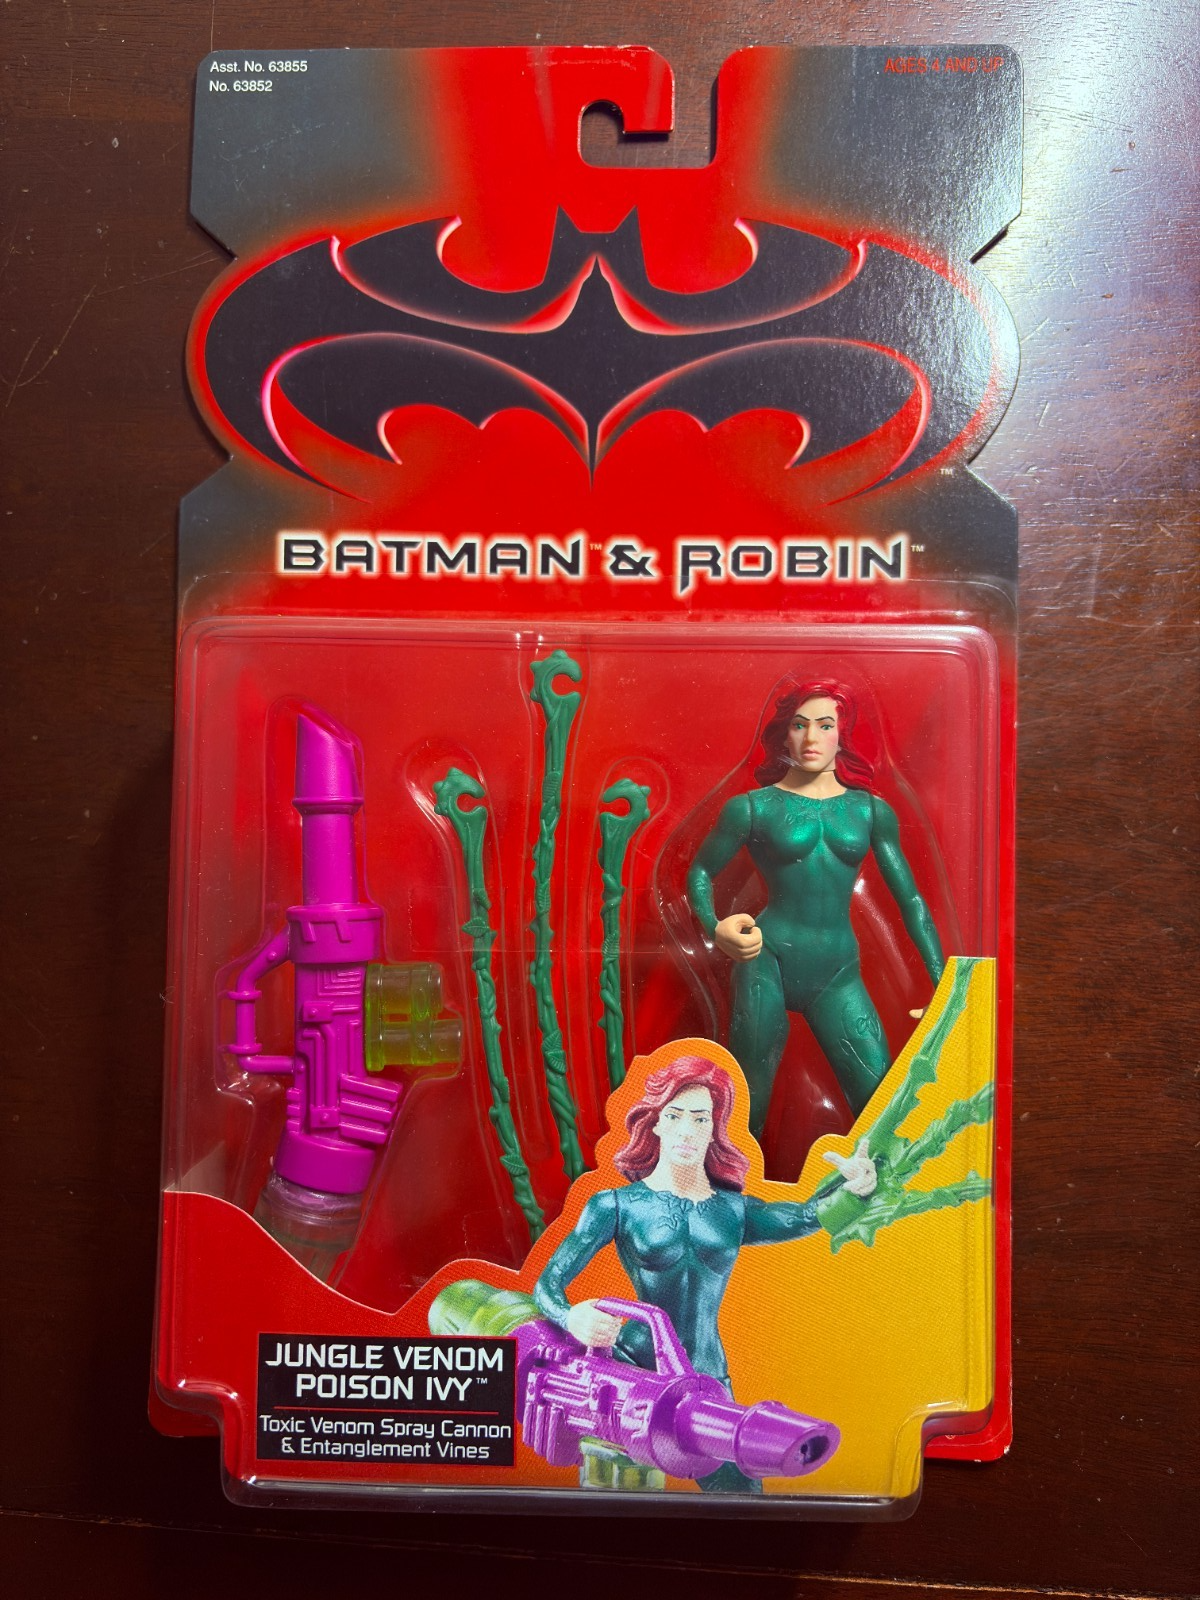 Asst. No. 63855
No. 63852
AGES 4 AND UP
BATMAN™ & ROBIN™
JUNGLE VENOM
POISON IVY™
Toxic Venom Spray Cannon
& Entanglement Vines